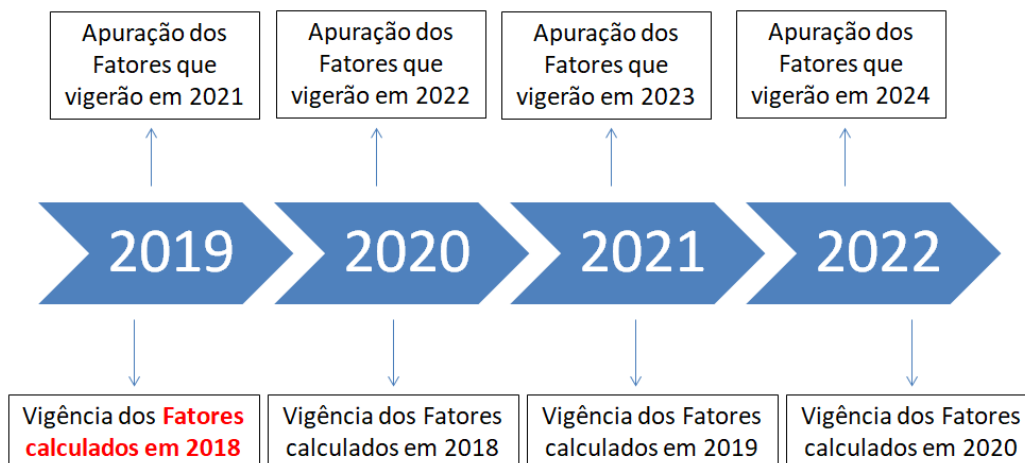 Apuração dos
Fatores que
vigerão em 2021
Apuração dos
Fatores que
vigerão em 2022
Apuração dos
Fatores que
vigerão em 2023
Apuração dos
Fatores que
vigerão em 2024
2019
2020
2021
2022
Vigência dos Fatores
calculados em 2018
Vigência dos Fatores
calculados em 2018
Vigência dos Fatores
calculados em 2019
Vigência dos Fatores
calculados em 2020